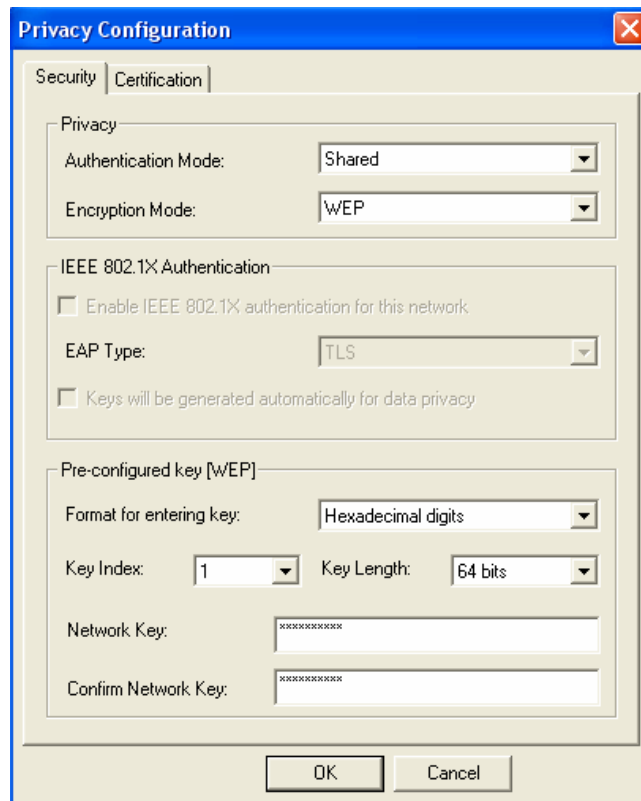 Privacy Configuration
Security Certification
Privacy
Authentication Mode: Shared
Encryption Mode: WEP
IEEE 802.1X Authentication
Enable IEEE 802.1X authentication for this network
EAP Type: TLS
Keys will be generated automatically for data privacy
Pre-configured key [WEP]
Format for entering key: Hexadecimal digits
Key Index: 1 Key Length: 64 bits
Network Key: **********
Confirm Network Key: **********
OK Cancel